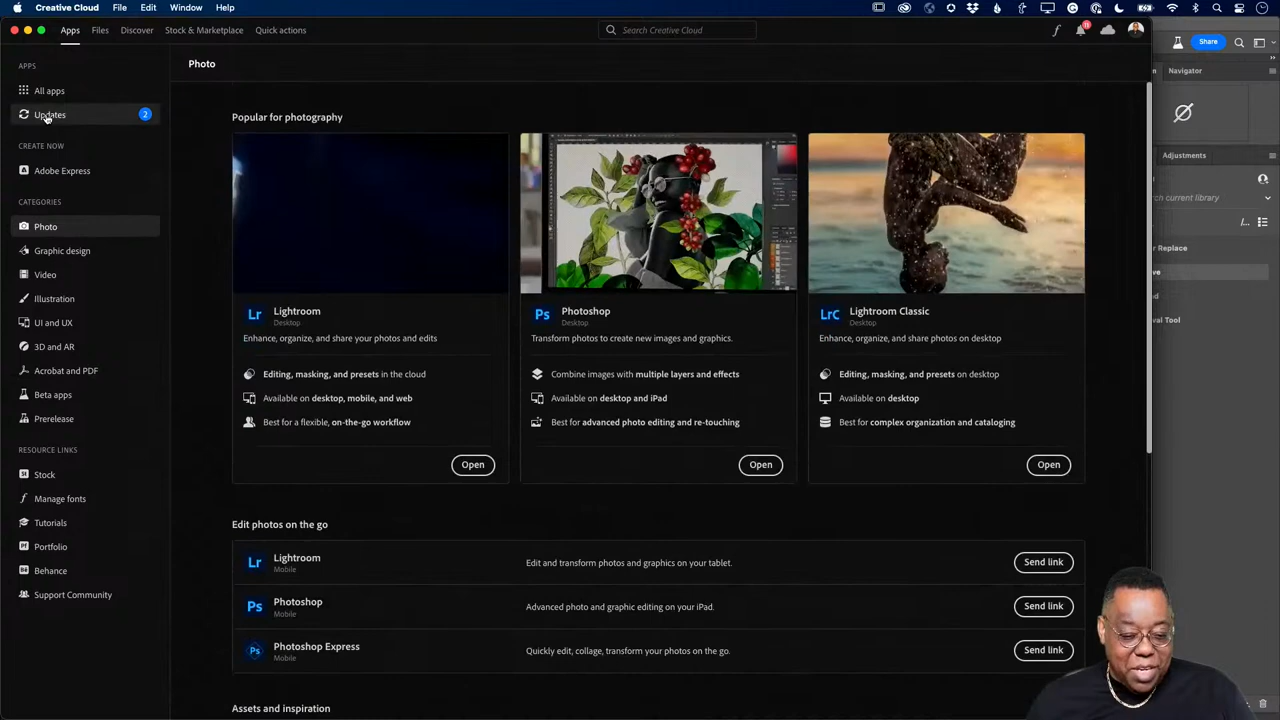 Creative Cloud File Edit Window Help
Apps Files Discover Stock & Marketplace Quick actions
Search Creative Cloud
Share
APPS
All apps
Updates 2
CREATE NOW
Adobe Express
CATEGORIES
Photo
Graphic design
Video
Illustration
UI and UX
3D and AR
Acrobat and PDF
Beta apps
Prerelease
RESOURCE LINKS
Stock
Manage fonts
Tutorials
Portfolio
Behance
Support Community
Photo
Popular for photography
Lr Lightroom
Desktop
Enhance, organize, and share your photos and edits
Editing, masking, and presets in the cloud
Available on desktop, mobile, and web
Best for a flexible, on-the-go workflow
Open
Ps Photoshop
Desktop
Transform photos to create new images and graphics.
Combine images with multiple layers and effects
Available on desktop and iPad
Best for advanced photo editing and re-touching
Open
LrC Lightroom Classic
Desktop
Enhance, organize, and share photos on desktop
Editing, masking, and presets on desktop
Available on desktop
Best for complex organization and cataloging
Open
Edit photos on the go
Lr Lightroom
Mobile
Edit and transform photos and graphics on your tablet.
Send link
Ps Photoshop
Mobile
Advanced photo and graphic editing on your iPad.
Send link
Ps Photoshop Express
Mobile
Quickly edit, collage, transform your photos on the go.
Send link
Assets and inspiration
Navigator
Adjustments
rch current library
r Replace
ve
val Tool